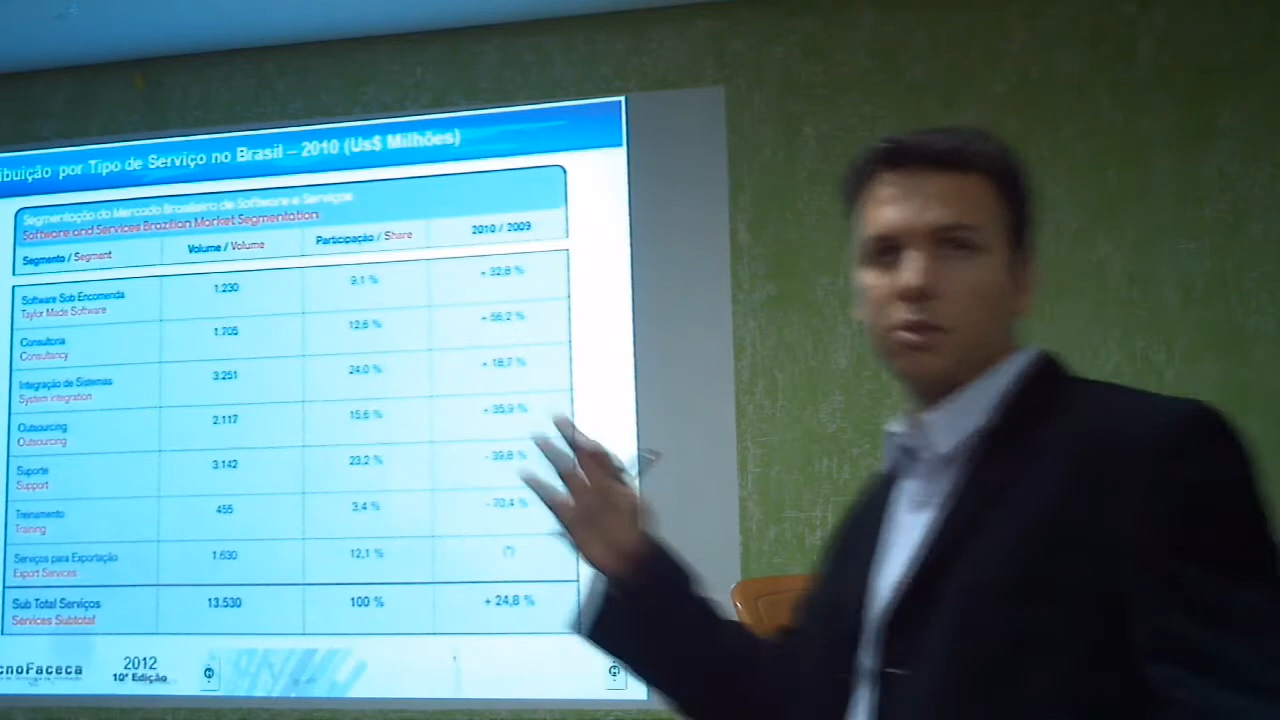 ibuição por Tipo de Serviço no Brasil – 2010 (Us$ Milhões)
Segmentação do Mercado Brasileiro de Software e Serviços
Software and Services Brazilian Market Segmentation
Segmento / Segment Volume / Volume Participação / Share 2010 / 2009
Software Sob Encomenda 1.230 9,1 % + 32,8 %
Taylor Made Software
Consultoria 1.705 12,6 % + 56,2 %
Consultancy
Integração de Sistemas 3.251 24,0 % + 18,7 %
System integration
Outsourcing 2.117 15,6 % + 35,9 %
Outsourcing
Suporte 3.142 23,2 % - 39,8 %
Support
Treinamento 455 3,4 % - 70,4 %
Training
Serviços para Exportação 1.630 12,1 % (*)
Export Services
Sub Total Serviços 13.530 100 % + 24,8 %
Services Subtotal
cnoFaceca 2012
10ª Edição